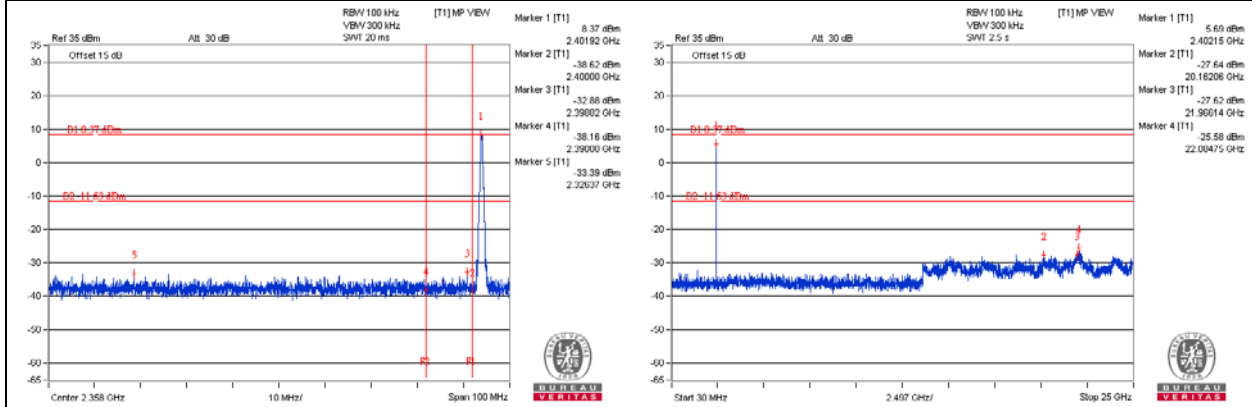 RBW 100 kHz
[T1] MP VIEW
VBW 300 kHz
Ref 35 dBm
Att 30 dB
SWT 20 ms
Marker 1 [T1]
8.37 dBm
2.40192 GHz
Marker 2 [T1]
-38.62 dBm
2.40000 GHz
Marker 3 [T1]
-32.88 dBm
2.39882 GHz
Marker 4 [T1]
-38.16 dBm
2.39000 GHz
Marker 5 [T1]
-33.39 dBm
2.32637 GHz
Offset 15 dB
35
30
20
10
0
-10
-20
-30
-40
-50
-60
-65
D1 8.37 dBm
D2 -11.63 dBm
1
2
3
4
5
F2
F1
Center 2.358 GHz
10 MHz/
Span 100 MHz
BUREAU VERITAS
1828
BUREAU
VERITAS
RBW 100 kHz
[T1] MP VIEW
VBW 300 kHz
Ref 35 dBm
Att 30 dB
SWT 2.5 s
Marker 1 [T1]
5.69 dBm
2.40215 GHz
Marker 2 [T1]
-27.64 dBm
20.16206 GHz
Marker 3 [T1]
-27.62 dBm
21.96614 GHz
Marker 4 [T1]
-25.58 dBm
22.08475 GHz
Offset 15 dB
35
30
20
10
0
-10
-20
-30
-40
-50
-60
-65
D1 8.37 dBm
D2 -11.63 dBm
1
2
3
4
Start 30 MHz
2.497 GHz/
Stop 25 GHz
BUREAU VERITAS
1828
BUREAU
VERITAS